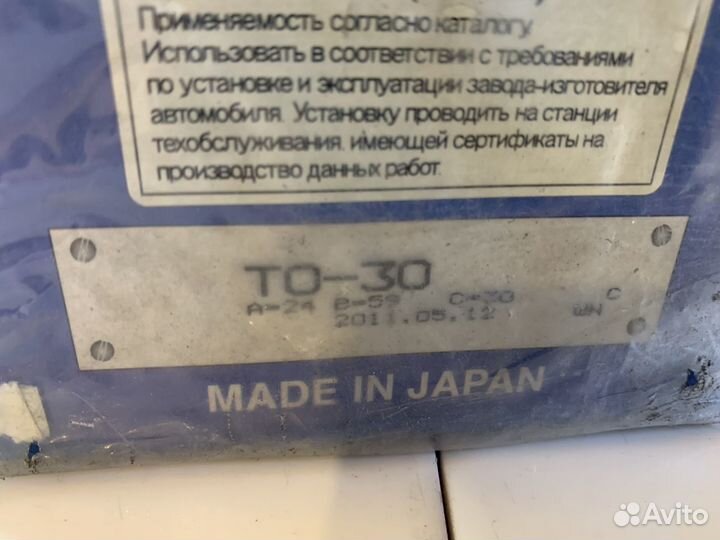 Применяемость согласно каталогу
Использовать в соответствии с требованиями
по установке и эксплуатации завода-изготовителя
автомобиля. Установку проводить на станции
техобслуживания, имеющей сертификаты на
производство данных работ.
TO-30
A-24 B-59 C-30
2011.05.12
C
MADE IN JAPAN
Avito